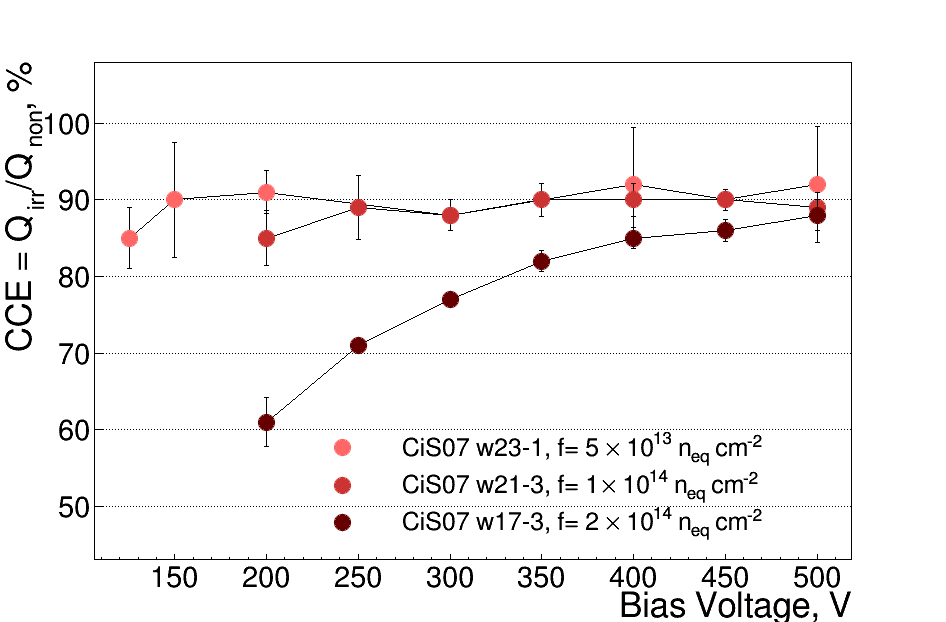 CCE = Q_irr/Q_non, %
100
90
80
70
60
50
CiS07 w23-1, f= 5 × 10^13 n_eq cm^-2
CiS07 w21-3, f= 1 × 10^14 n_eq cm^-2
CiS07 w17-3, f= 2 × 10^14 n_eq cm^-2
150 200 250 300 350 400 450 500
Bias Voltage, V